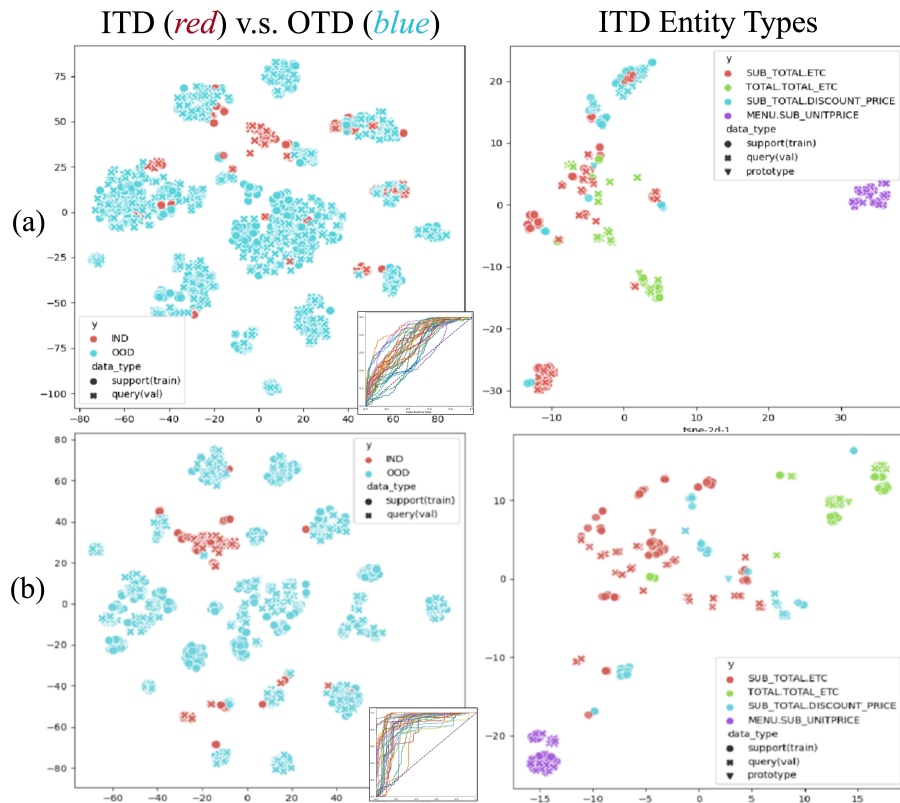 ITD (red) v.s. OTD (blue)
ITD Entity Types
(a)
75
50
25
0
−25
−50
−75
−100
−80
−60
−40
−20
0
20
40
60
80
y
IND
OOD
data_type
support(train)
query(val)
20
10
0
−10
−20
−30
−10
0
10
20
30
tsne-2d-1
y
SUB_TOTAL.ETC
TOTAL.TOTAL_ETC
SUB_TOTAL.DISCOUNT_PRICE
MENU.SUB_UNITPRICE
data_type
support(train)
query(val)
prototype
(b)
80
60
40
20
0
−20
−40
−60
−80
−60
−40
−20
0
20
40
60
80
y
IND
OOD
data_type
support(train)
query(val)
10
0
−10
−20
−15
−10
−5
0
5
10
15
y
SUB_TOTAL.ETC
TOTAL.TOTAL_ETC
SUB_TOTAL.DISCOUNT_PRICE
MENU.SUB_UNITPRICE
data_type
support(train)
query(val)
prototype